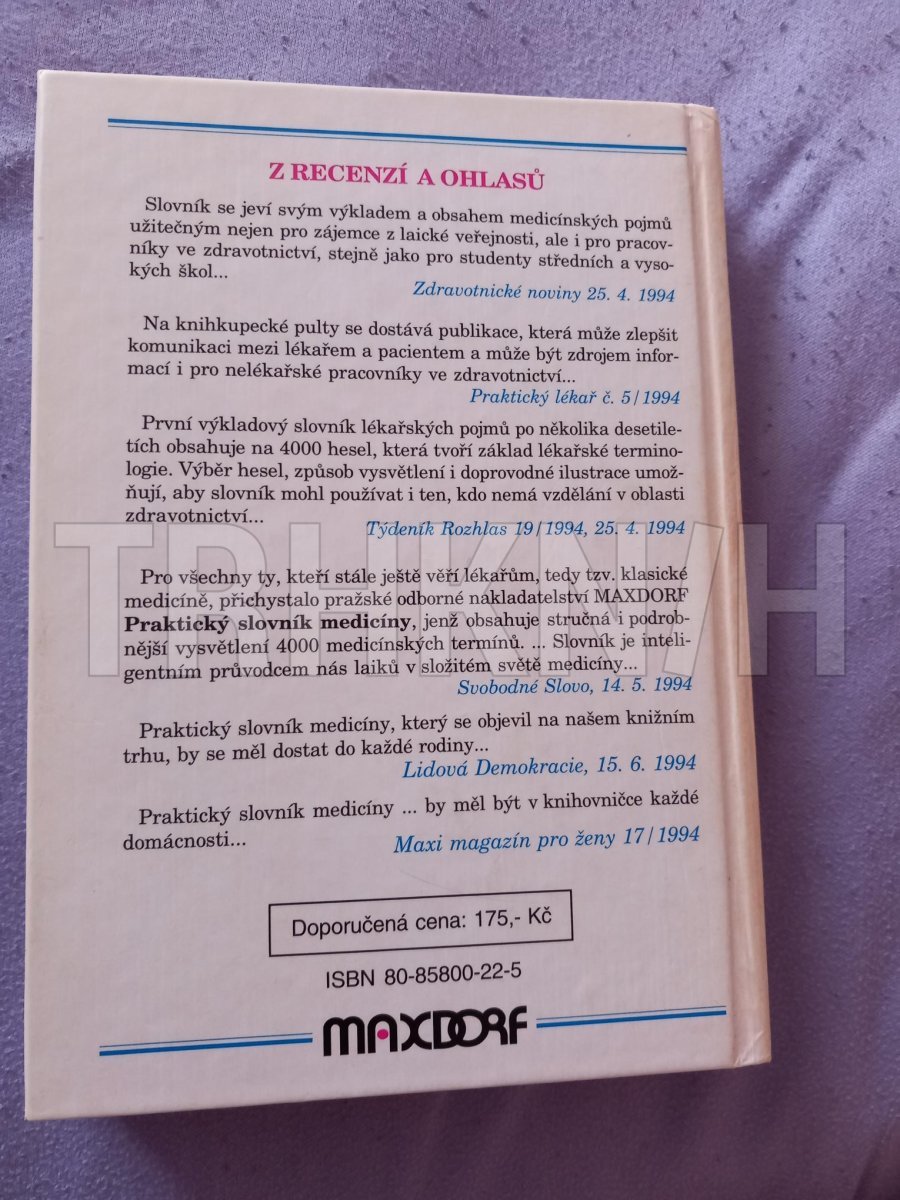 Z RECENZÍ A OHLASŮ
Slovník se jeví svým výkladem a obsahem medicínských pojmů
užitečným nejen pro zájemce z laické veřejnosti, ale i pro pracov-
níky ve zdravotnictví, stejně jako pro studenty středních a vyso-
kých škol...
Zdravotnické noviny 25. 4. 1994
Na knihkupecké pulty se dostává publikace, která může zlepšit
komunikaci mezi lékařem a pacientem a může být zdrojem infor-
mací i pro nelékařské pracovníky ve zdravotnictví...
Praktický lékař č. 5/1994
První výkladový slovník lékařských pojmů po několika desetile-
tích obsahuje na 4000 hesel, která tvoří základ lékařské termino-
logie. Výběr hesel, způsob vysvětlení i doprovodné ilustrace umož-
ňují, aby slovník mohl používat i ten, kdo nemá vzdělání v oblasti
zdravotnictví...
Týdeník Rozhlas 19/1994, 25. 4. 1994
TRHKNIH
Pro všechny ty, kteří stále ještě věří lékařům, tedy tzv. klasické
medicíně, přichystalo pražské odborné nakladatelství MAXDORF
Praktický slovník medicíny, jenž obsahuje stručná i podrob-
nější vysvětlení 4000 medicínských termínů. ... Slovník je inteli-
gentním průvodcem nás laiků v složitém světě medicíny...
Svobodné Slovo, 14. 5. 1994
Praktický slovník medicíny, který se objevil na našem knižním
trhu, by se měl dostat do každé rodiny...
Lidová Demokracie, 15. 6. 1994
Praktický slovník medicíny ... by měl být v knihovničce každé
domácnosti...
Maxi magazín pro ženy 17/1994
Doporučená cena: 175,- Kč
ISBN 80-85800-22-5
MAXDORF